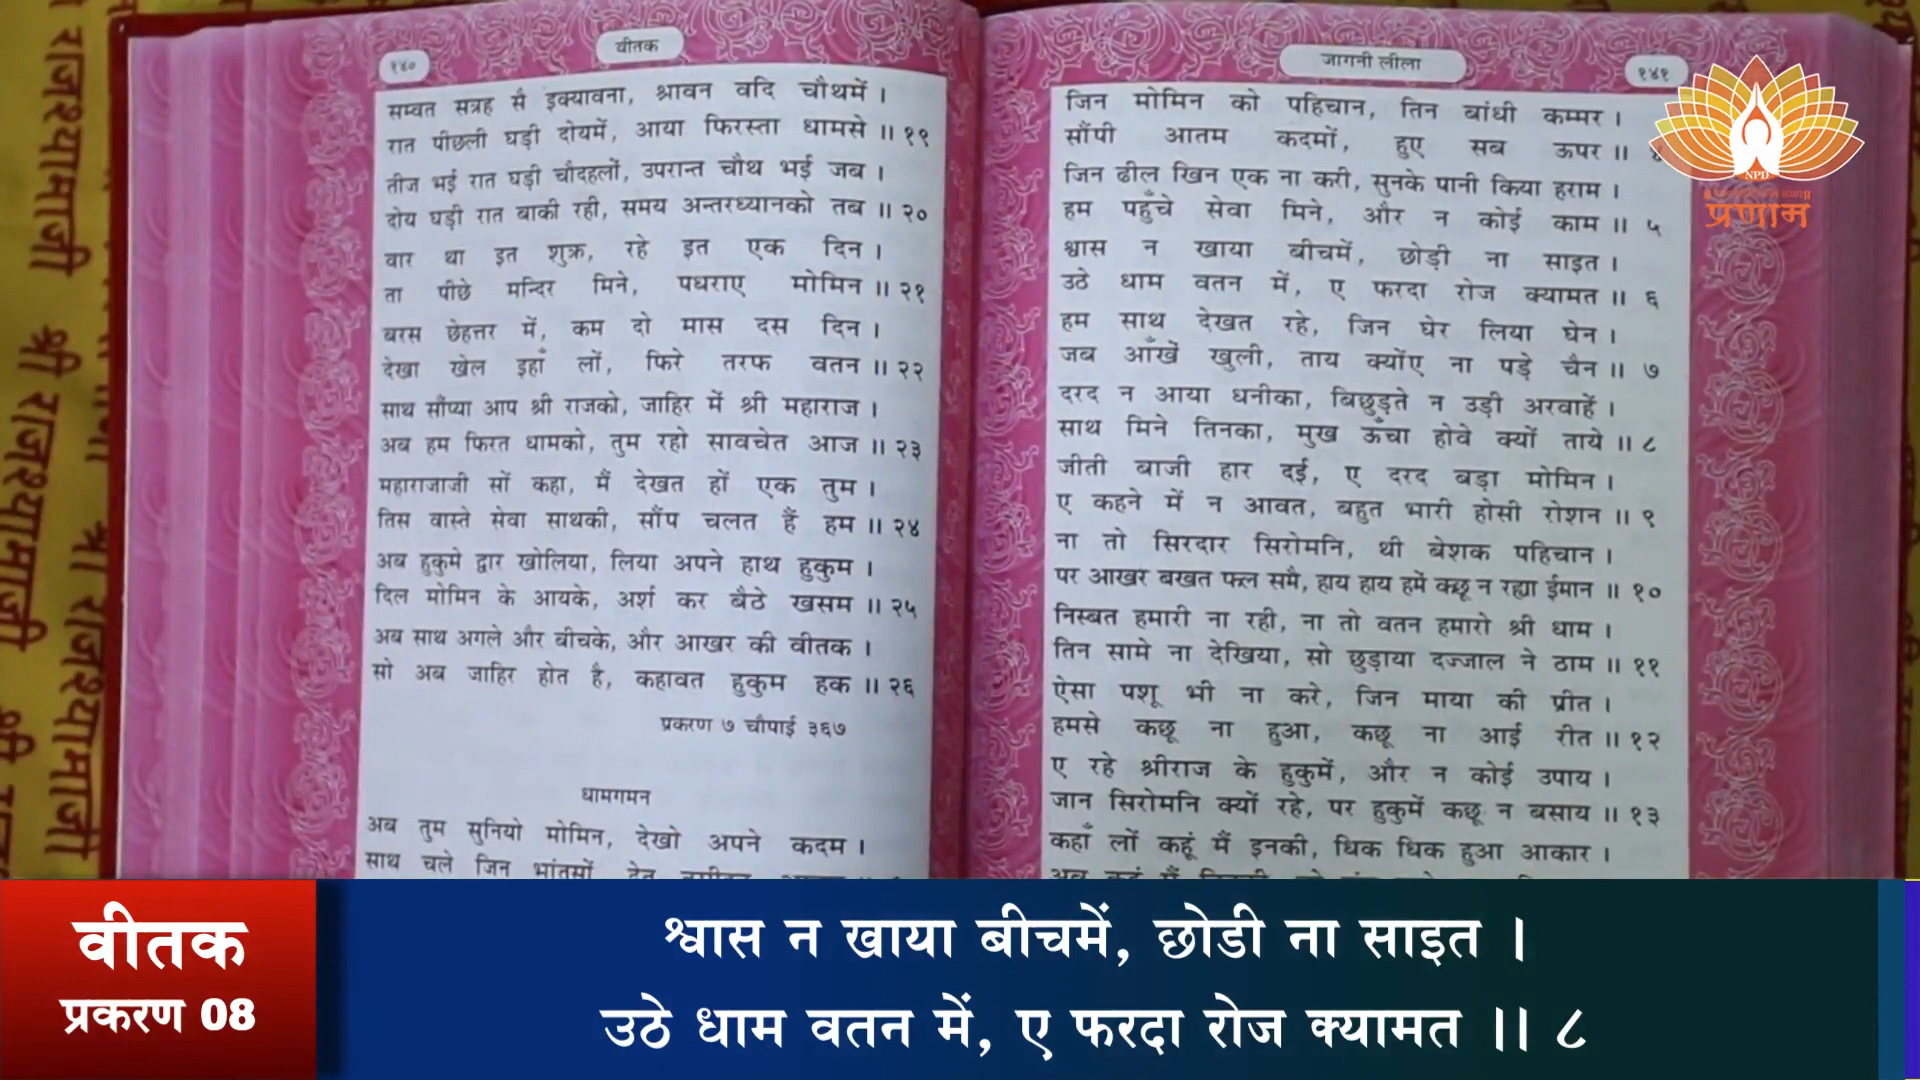 १४०
वीतक
सम्वत सत्रह सै इक्यावना, श्रावन वदि चौथमें ।
रात पीछली घड़ी दोयमें, आया फिरस्ता धामसे ॥ १९
तीज भई रात घड़ी चौदहलों, उपरान्त चौथ भई जब ।
दोय घड़ी रात बाकी रही, समय अन्तरध्यानको तब ॥ २०
वार था इत शुक्र, रहे इत एक दिन ।
ता पीछे मन्दिर मिने, पधराए मोमिन ॥ २१
बरस छेहत्तर में, कम दो मास दस दिन ।
देखा खेल इहाँ लों, फिरे तरफ वतन ॥ २२
साथ सौंप्या आप श्री राजको, जाहिर में श्री महाराज ।
अब हम फिरत धामको, तुम रहो सावचेत आज ॥ २३
महाराजाजी सों कहा, मैं देखत हों एक तुम ।
तिस वास्ते सेवा साथकी, सौंप चलत हैं हम ॥ २४
अब हुकुमे द्वार खोलिया, लिया अपने हाथ हुकुम ।
दिल मोमिन के आयके, अर्श कर बैठे खसम ॥ २५
अब साथ अगले और बीचके, और आखर की वीतक ।
सो अब जाहिर होत है, कहावत हुकुम हक ॥ २६
प्रकरण ७ चौपाई ३६७
धामगमन
अब तुम सुनियो मोमिन, देखो अपने कदम ।
साथ चले जिन भांतसों,
जागनी लीला
१४१
जिन मोमिन को पहिचान, तिन बांधी कम्मर ।
सौंपी आतम कदमों, हुए सब ऊपर ॥
जिन ढील खिन एक ना करी, सुनके पानी किया हराम ।
हम पहुँचे सेवा मिने, और न कोई काम ॥ ५
श्वास न खाया बीचमें, छोड़ी ना साइत ।
उठे धाम वतन में, ए फरदा रोज क्यामत ॥ ६
हम साथ देखत रहे, जिन घेर लिया घेन ।
जब आँखें खुली, ताय क्योंए ना पड़े चैन ॥ ७
दरद न आया धनीका, बिछुड़ते न उड़ी अरवाहें ।
साथ मिने तिनका, मुख ऊँचा होवे क्यों ताये ॥ ८
जीती बाजी हार दई, ए दरद बड़ा मोमिन ।
ए कहने में न आवत, बहुत भारी होसी रोशन ॥ ९
ना तो सिरदार सिरोमनि, थी बेशक पहिचान ।
पर आखर बखत फल समै, हाय हाय हमें कछू न रह्या ईमान ॥ १०
निस्बत हमारी ना रही, ना तो वतन हमारो श्री धाम ।
तिन सामे ना देखिया, सो छुड़ाया दज्जाल ने ठाम ॥ ११
ऐसा पशू भी ना करे, जिन माया की प्रीत ।
हमसे कछू ना हुआ, कछू ना आई रीत ॥ १२
ए रहे श्रीराज के हुकुमें, और न कोई उपाय ।
जान सिरोमनि क्यों रहे, पर हुकुमें कछू न बसाय ॥ १३
कहाँ लों कहूं मैं इनकी, धिक धिक हुआ आकार ।
NPD
प्रणाम
वीतक
प्रकरण 08
श्वास न खाया बीचमें, छोडी ना साइत ।
उठे धाम वतन में, ए फरदा रोज क्यामत ।। ८
श्री राजश्यामाजी